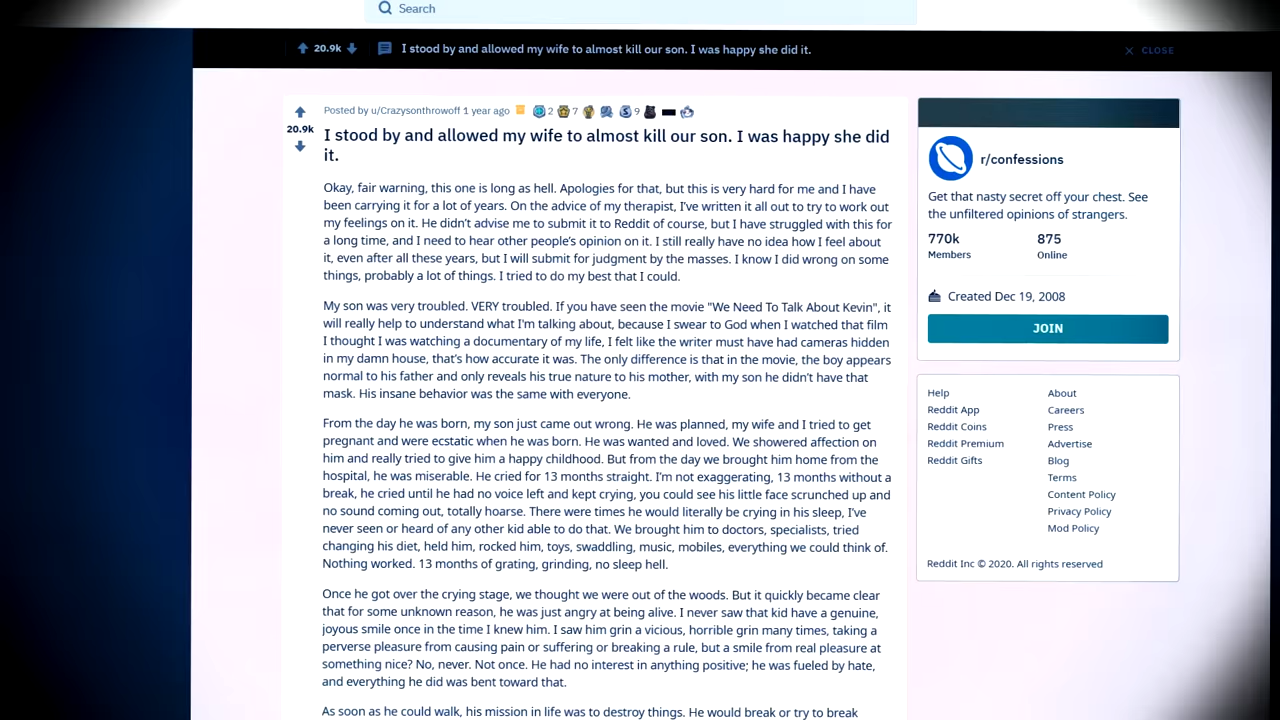 Search
20.9k I stood by and allowed my wife to almost kill our son. I was happy she did it. CLOSE
Posted by u/Crazysonthrowoff 1 year ago 2 7 9
20.9k
I stood by and allowed my wife to almost kill our son. I was happy she did
it.
Okay, fair warning, this one is long as hell. Apologies for that, but this is very hard for me and I have
been carrying it for a lot of years. On the advice of my therapist, I've written it all out to try to work out
my feelings on it. He didn't advise me to submit it to Reddit of course, but I have struggled with this for
a long time, and I need to hear other people's opinion on it. I still really have no idea how I feel about
it, even after all these years, but I will submit for judgment by the masses. I know I did wrong on some
things, probably a lot of things. I tried to do my best that I could.
My son was very troubled. VERY troubled. If you have seen the movie "We Need To Talk About Kevin", it
will really help to understand what I'm talking about, because I swear to God when I watched that film
I thought I was watching a documentary of my life, I felt like the writer must have had cameras hidden
in my damn house, that's how accurate it was. The only difference is that in the movie, the boy appears
normal to his father and only reveals his true nature to his mother, with my son he didn't have that
mask. His insane behavior was the same with everyone.
From the day he was born, my son just came out wrong. He was planned, my wife and I tried to get
pregnant and were ecstatic when he was born. He was wanted and loved. We showered affection on
him and really tried to give him a happy childhood. But from the day we brought him home from the
hospital, he was miserable. He cried for 13 months straight. I'm not exaggerating, 13 months without a
break, he cried until he had no voice left and kept crying, you could see his little face scrunched up and
no sound coming out, totally hoarse. There were times he would literally be crying in his sleep, I've
never seen or heard of any other kid able to do that. We brought him to doctors, specialists, tried
changing his diet, held him, rocked him, toys, swaddling, music, mobiles, everything we could think of.
Nothing worked. 13 months of grating, grinding, no sleep hell.
Once he got over the crying stage, we thought we were out of the woods. But it quickly became clear
that for some unknown reason, he was just angry at being alive. I never saw that kid have a genuine,
joyous smile once in the time I knew him. I saw him grin a vicious, horrible grin many times, taking a
perverse pleasure from causing pain or suffering or breaking a rule, but a smile from real pleasure at
something nice? No, never. Not once. He had no interest in anything positive; he was fueled by hate,
and everything he did was bent toward that.
As soon as he could walk, his mission in life was to destroy things. He would break or try to break
r/confessions
Get that nasty secret off your chest. See
the unfiltered opinions of strangers.
770k 875
Members Online
Created Dec 19, 2008
JOIN
Help About
Reddit App Careers
Reddit Coins Press
Reddit Premium Advertise
Reddit Gifts Blog
Terms
Content Policy
Privacy Policy
Mod Policy
Reddit Inc © 2020. All rights reserved